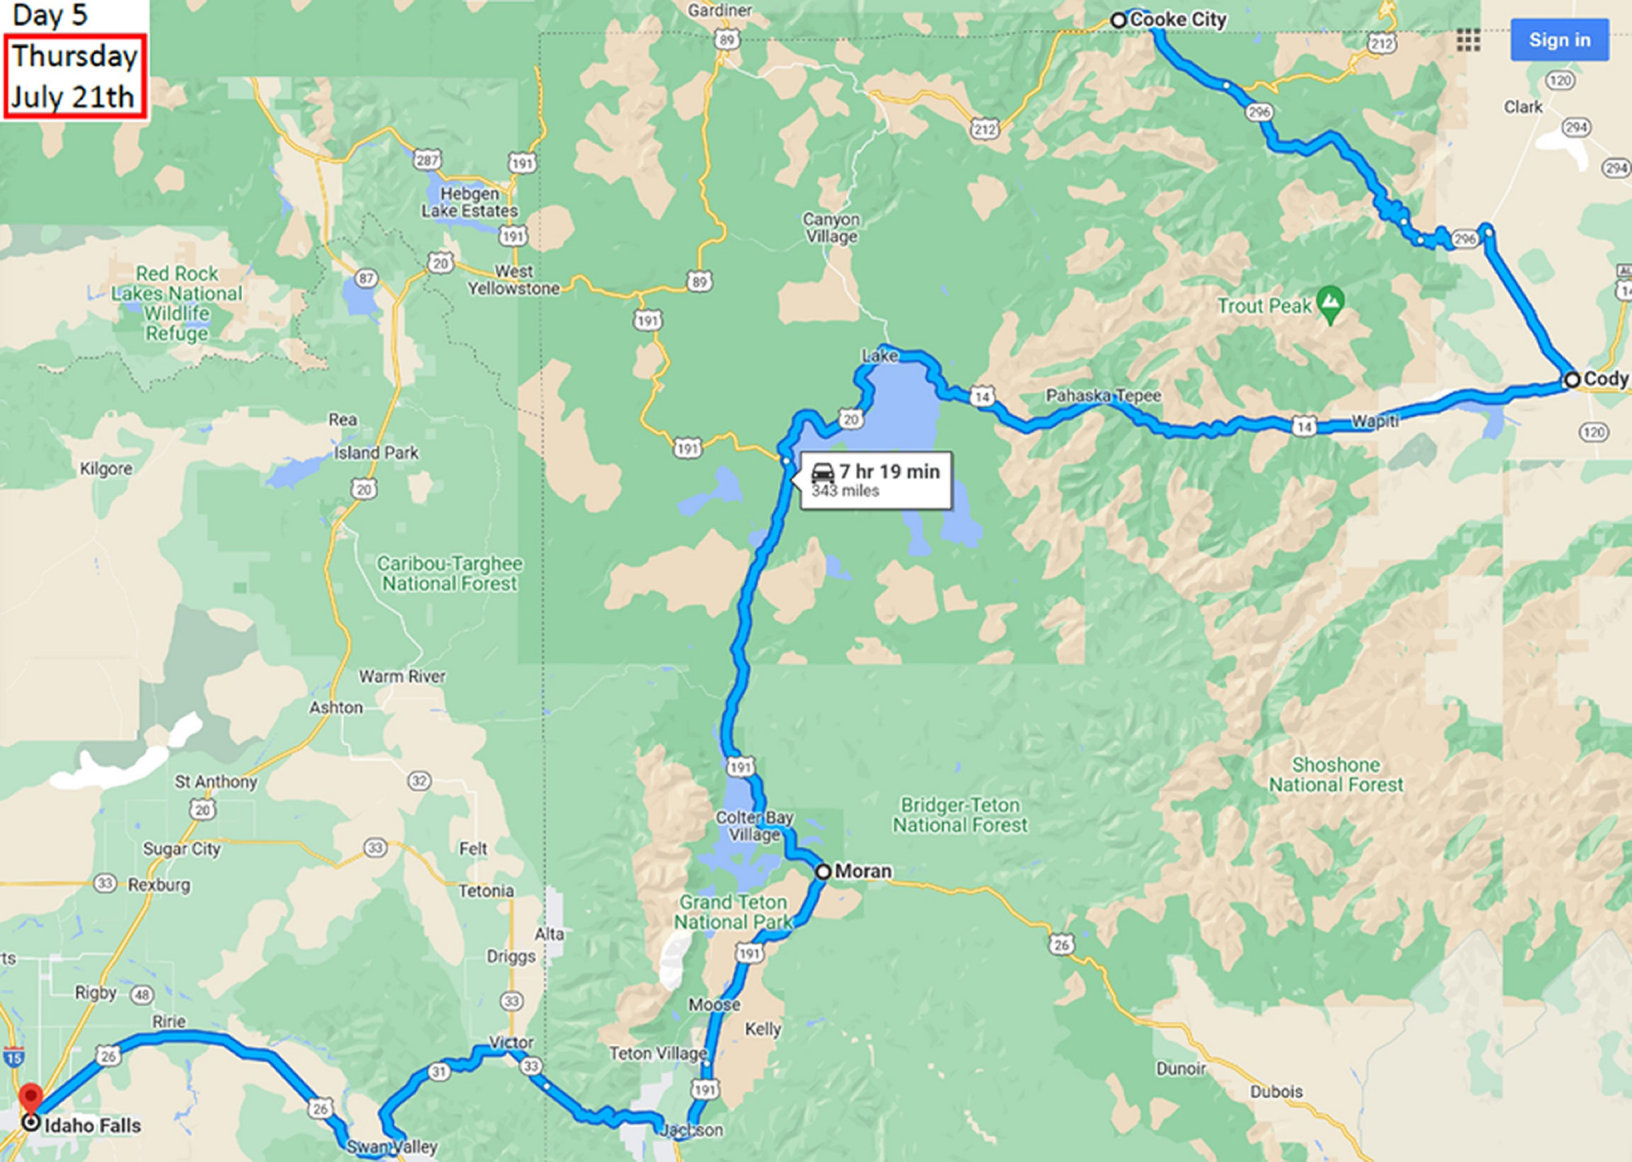 Day 5
Thursday
July 21th
Gardiner
89
Cooke City
212
Sign in
120
Clark
294
294
296
212
287
191
Hebgen
Lake Estates
191
Canyon
Village
296
20
West
Yellowstone
89
87
Red Rock
Lakes National
Wildlife
Refuge
Trout Peak
14
191
Lake
Cody
14
Pahaska Tepee
20
Wapiti
14
120
Rea
Island Park
Kilgore
191
7 hr 19 min
343 miles
20
Caribou-Targhee
National Forest
Warm River
Ashton
191
Shoshone
National Forest
St Anthony
32
20
Colter Bay
Village
Bridger-Teton
National Forest
Sugar City
33
Felt
33
Rexburg
Tetonia
Moran
Grand Teton
National Park
Alta
26
191
rts
Driggs
Rigby
48
33
Moose
Ririe
Kelly
15
26
Victor
Teton Village
31
33
191
Dunoir
Dubois
26
Idaho Falls
Jackson
Swan Valley